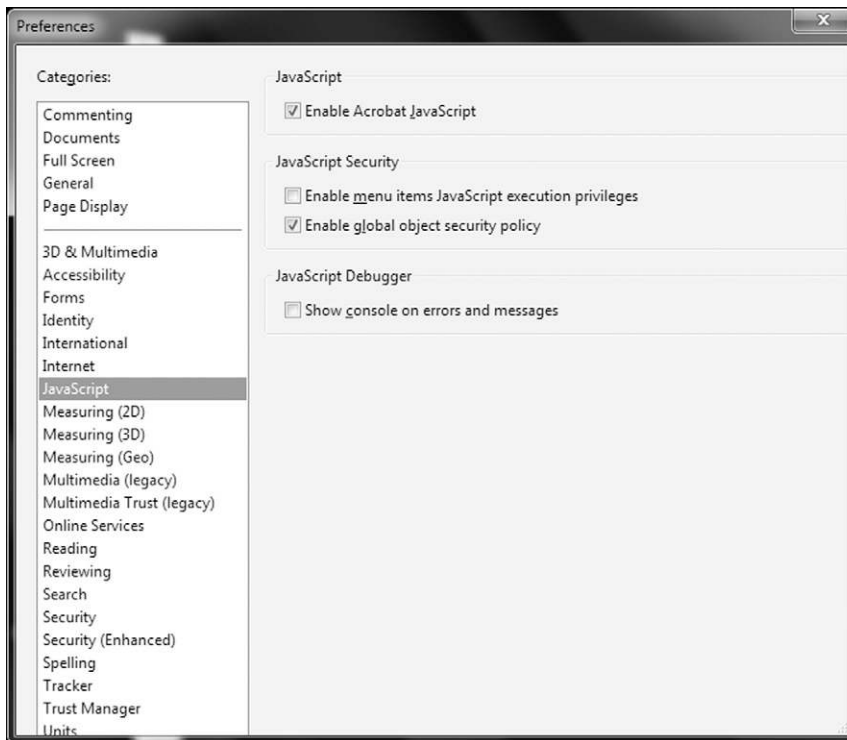 Preferences
Categories:
Commenting
Documents
Full Screen
General
Page Display
3D & Multimedia
Accessibility
Forms
Identity
International
Internet
JavaScript
Measuring (2D)
Measuring (3D)
Measuring (Geo)
Multimedia (legacy)
Multimedia Trust (legacy)
Online Services
Reading
Reviewing
Search
Security
Security (Enhanced)
Spelling
Tracker
Trust Manager
Units
JavaScript
Enable Acrobat JavaScript
JavaScript Security
Enable menu items JavaScript execution privileges
Enable global object security policy
JavaScript Debugger
Show console on errors and messages